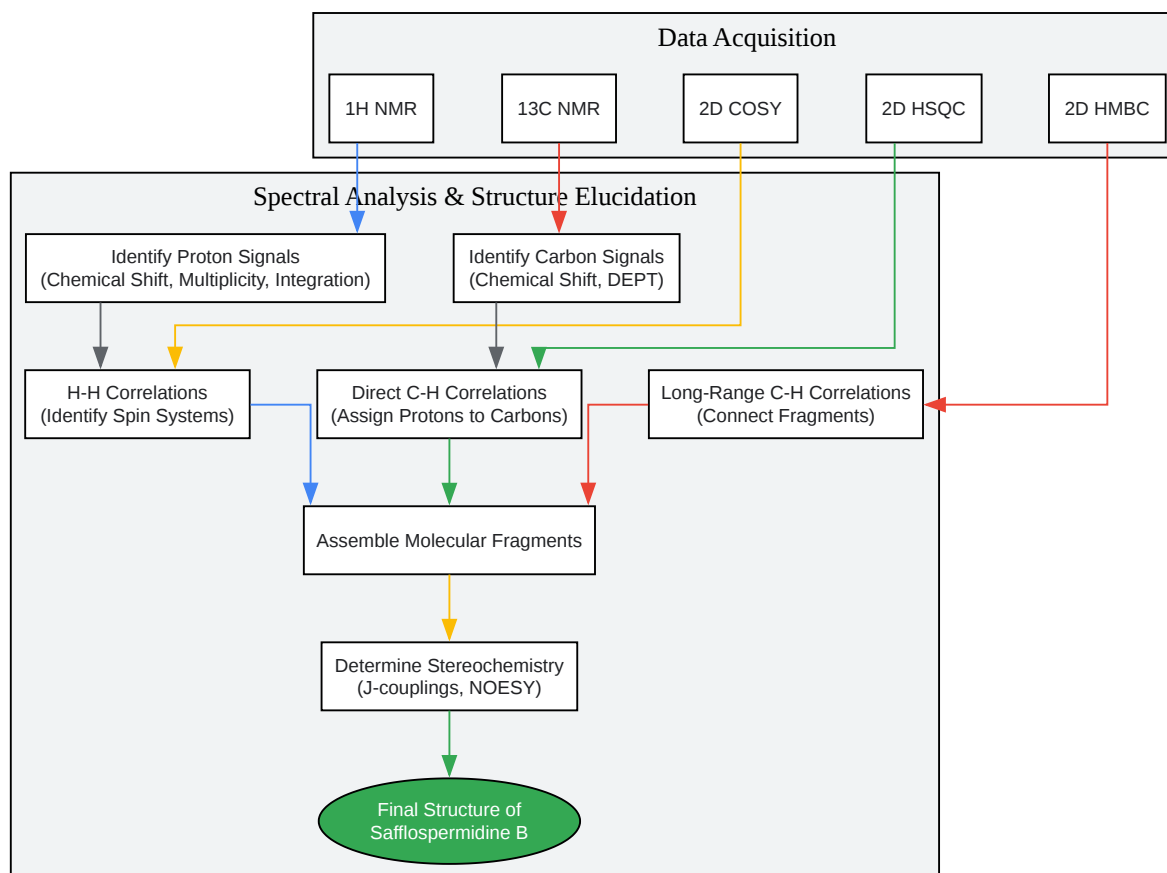 Data Acquisition
1H NMR
13C NMR
2D COSY
2D HSQC
2D HMBC
Spectral Analysis & Structure Elucidation
Identify Proton Signals
(Chemical Shift, Multiplicity, Integration)
Identify Carbon Signals
(Chemical Shift, DEPT)
H-H Correlations
(Identify Spin Systems)
Direct C-H Correlations
(Assign Protons to Carbons)
Long-Range C-H Correlations
(Connect Fragments)
Assemble Molecular Fragments
Determine Stereochemistry
(J-couplings, NOESY)
Final Structure of
Safflospermidine B